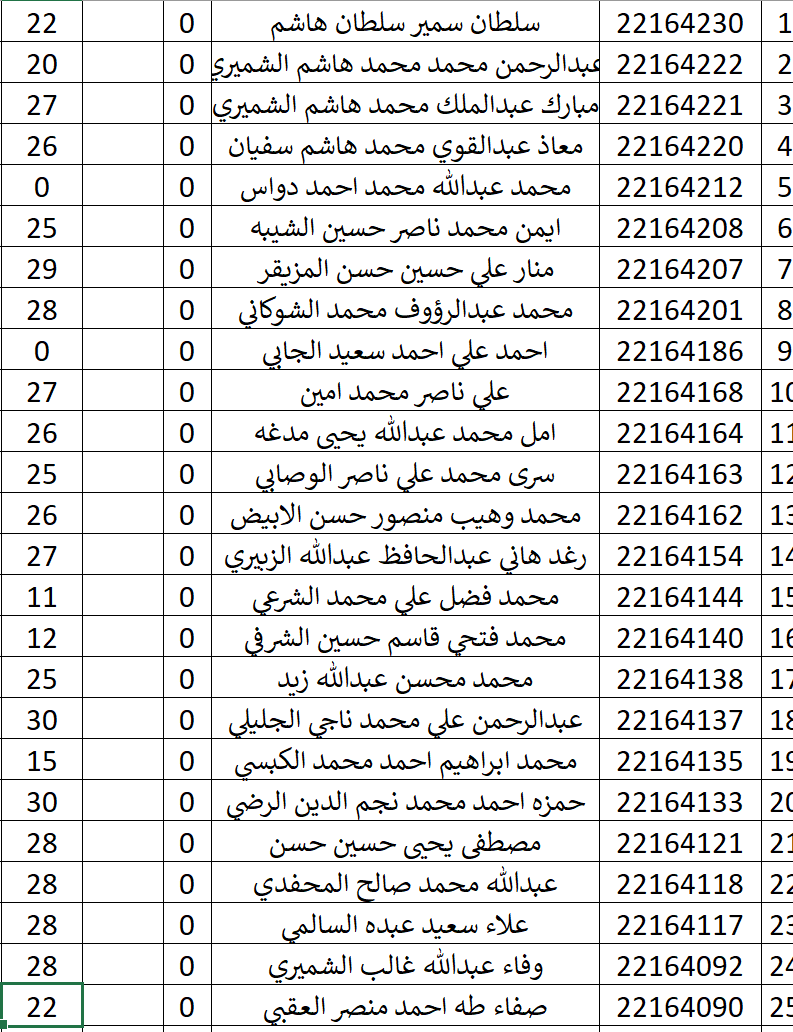 1 22164230 سلطان سمير سلطان هاشم 0 22
2 22164222 عبدالرحمن محمد محمد هاشم الشميري 0 20
3 22164221 مبارك عبدالملك محمد هاشم الشميري 0 27
4 22164220 معاذ عبدالقوي محمد هاشم سفيان 0 26
5 22164212 محمد عبدالله محمد احمد دواس 0 0
6 22164208 ايمن محمد ناصر حسين الشيبه 0 25
7 22164207 منار علي حسين حسن المزيقر 0 29
8 22164201 محمد عبدالرؤوف محمد الشوكاني 0 28
9 22164186 احمد علي احمد سعيد الجابي 0 0
10 22164168 علي ناصر محمد امين 0 27
11 22164164 امل محمد عبدالله يحيى مدغه 0 26
12 22164163 سرى محمد علي ناصر الوصابي 0 25
13 22164162 محمد وهيب منصور حسن الابيض 0 26
14 22164154 رغد هاني عبدالحافظ عبدالله الزبيري 0 27
15 22164144 محمد فضل علي محمد الشرعي 0 11
16 22164140 محمد فتحي قاسم حسين الشرفي 0 12
17 22164138 محمد محسن عبدالله زيد 0 25
18 22164137 عبدالرحمن علي محمد ناجي الجليلي 0 30
19 22164135 محمد ابراهيم احمد محمد الكبسي 0 15
20 22164133 حمزه احمد محمد نجم الدين الرضي 0 30
21 22164121 مصطفى يحيى حسين حسن 0 28
22 22164118 عبدالله محمد صالح المحفدي 0 28
23 22164117 علاء سعيد عبده السالمي 0 28
24 22164092 وفاء عبدالله غالب الشميري 0 28
25 22164090 صفاء طه احمد منصر العقبي 0 22